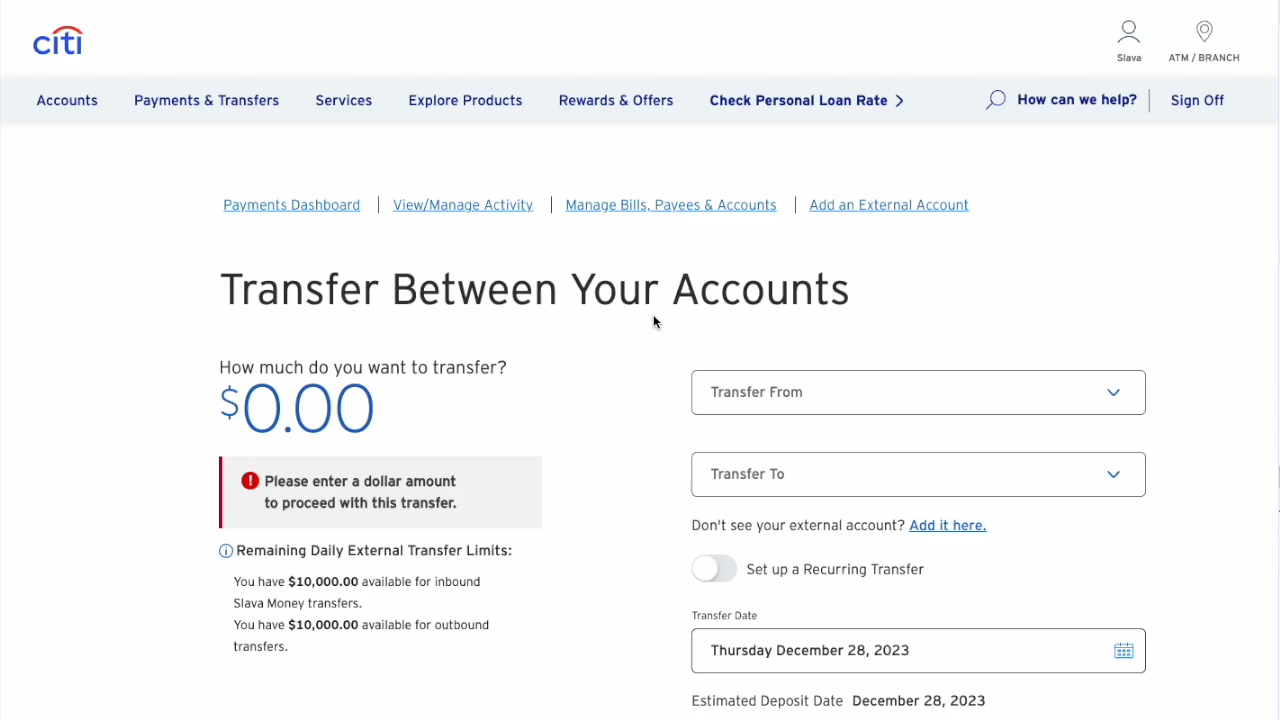 citi
Slava
ATM / BRANCH
Accounts
Payments & Transfers
Services
Explore Products
Rewards & Offers
Check Personal Loan Rate
How can we help?
Sign Off
Payments Dashboard
View/Manage Activity
Manage Bills, Payees & Accounts
Add an External Account
Transfer Between Your Accounts
How much do you want to transfer?
$0.00
Please enter a dollar amount
to proceed with this transfer.
Remaining Daily External Transfer Limits:
You have $10,000.00 available for inbound
Slava Money transfers.
You have $10,000.00 available for outbound
transfers.
Transfer From
Transfer To
Don't see your external account? Add it here.
Set up a Recurring Transfer
Transfer Date
Thursday December 28, 2023
Estimated Deposit Date December 28, 2023